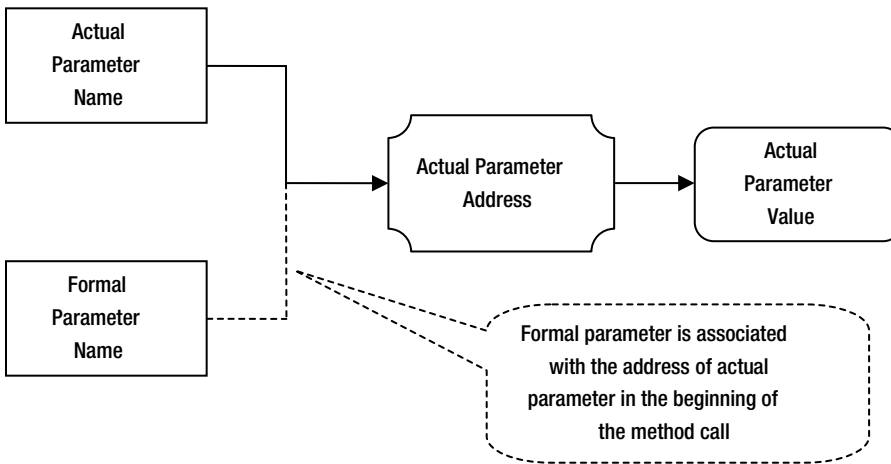 Actual
Parameter
Name
Actual Parameter
Address
Actual
Parameter
Value
Formal
Parameter
Name
Formal parameter is associated
with the address of actual
parameter in the beginning of
the method call